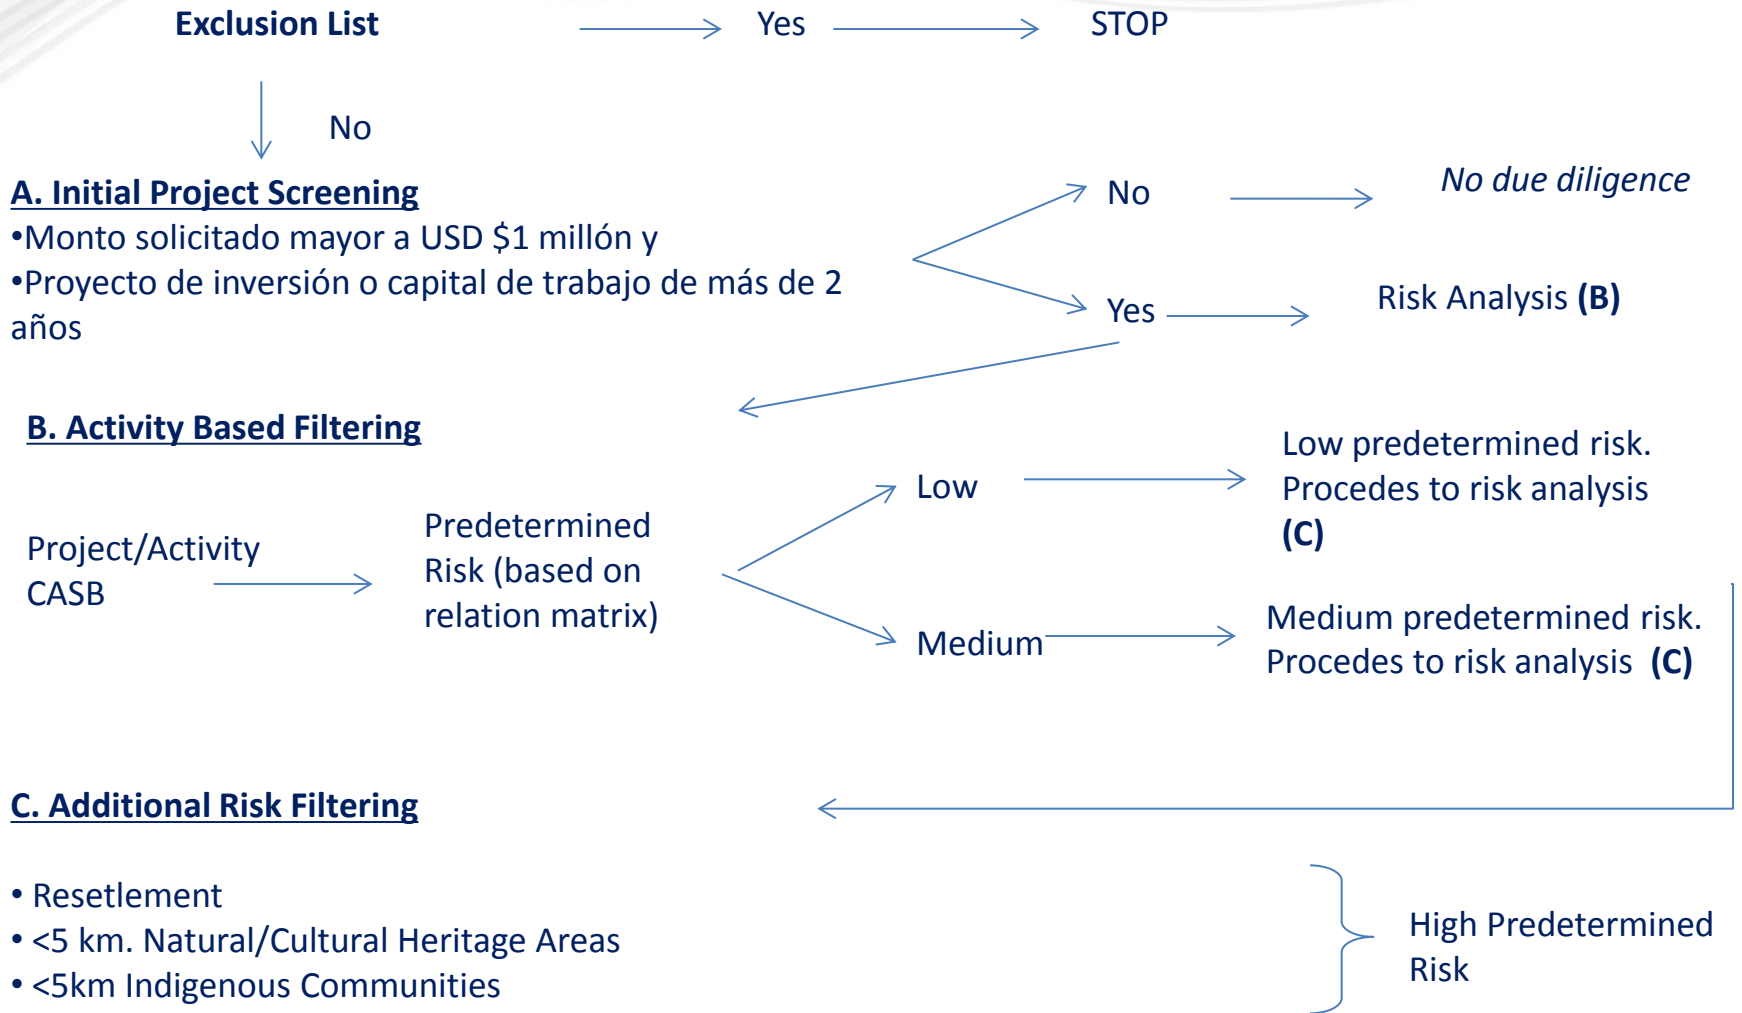 Exclusion List
Yes
STOP
No
A. Initial Project Screening
•Monto solicitado mayor a USD $1 millón y
•Proyecto de inversión o capital de trabajo de más de 2
años
No
No due diligence
Yes
Risk Analysis (B)
B. Activity Based Filtering
Project/Activity
CASB
Predetermined
Risk (based on
relation matrix)
Low
Low predetermined risk.
Procedes to risk analysis
(C)
Medium
Medium predetermined risk.
Procedes to risk analysis (C)
C. Additional Risk Filtering
• Resetlement
• <5 km. Natural/Cultural Heritage Areas
• <5km Indigenous Communities
High Predetermined
Risk